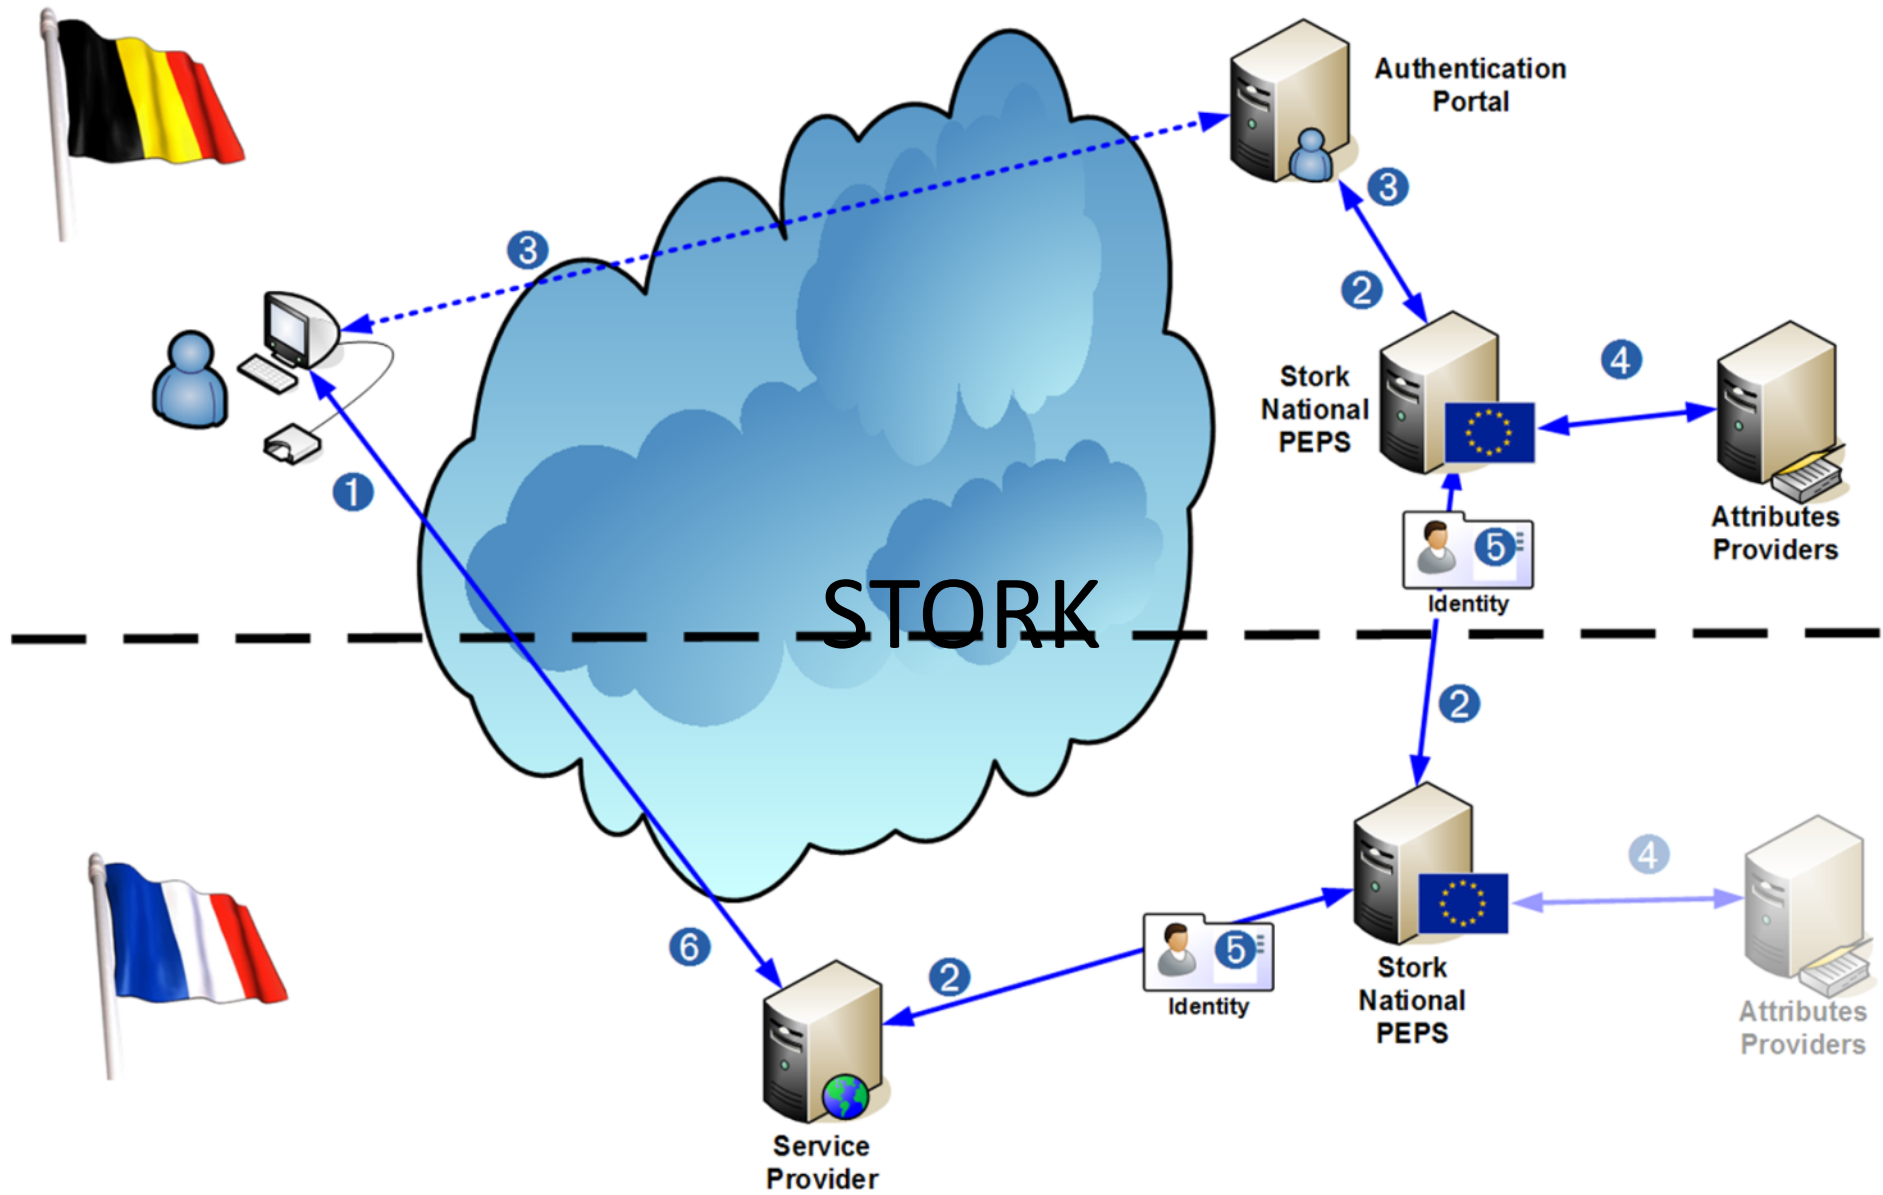 Authentication
Portal
3
3
2
4
Stork
National
PEPS
1
Attributes
Providers
5
Identity
STORK
2
4
6
5
2
Identity
Stork
National
PEPS
Attributes
Providers
Service
Provider